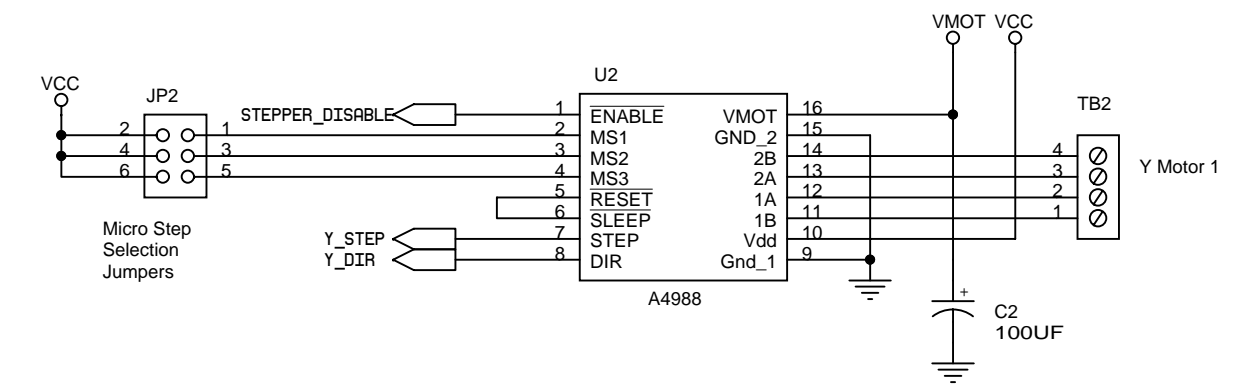 VMOT VCC
VCC
JP2
U2
TB2
STEPPER_DISABLE
2 1
4 3
6 5
1 ENABLE VMOT 16
2 MS1 GND_2 15
3 MS2 2B 14 4
4 MS3 2A 13 3
5 RESET 1A 12 2
6 SLEEP 1B 11 1
7 STEP Vdd 10
8 DIR Gnd_1 9
Y Motor 1
Y_STEP
Y_DIR
Micro Step
Selection
Jumpers
A4988
+
C2
100UF